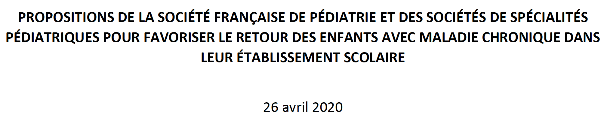 PROPOSITIONS DE LA SOCIÉTÉ FRANÇAISE DE PÉDIATRIE ET DES SOCIÉTÉS DE SPÉCIALITÉS
PÉDIATRIQUES POUR FAVORISER LE RETOUR DES ENFANTS AVEC MALADIE CHRONIQUE DANS
LEUR ÉTABLISSEMENT SCOLAIRE
26 avril 2020